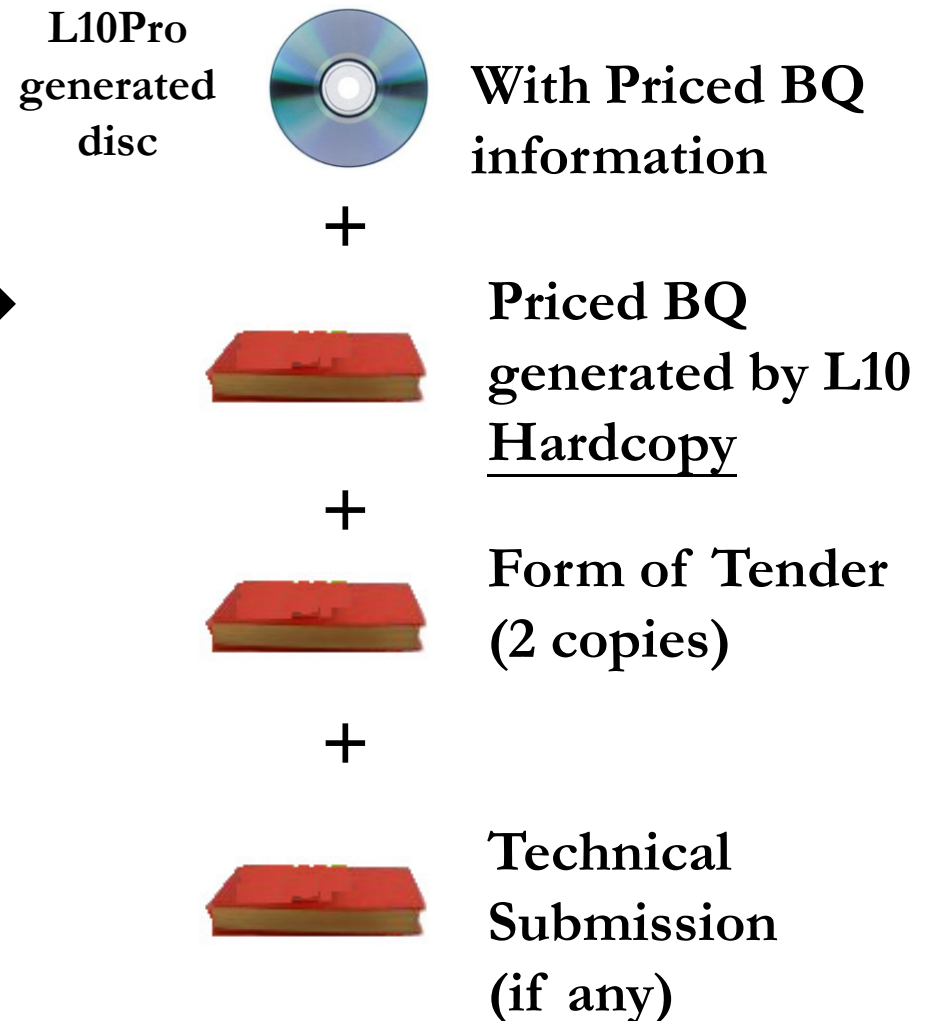 L10Pro
generated
disc
With Priced BQ
information
+
Priced BQ
generated by L10
Hardcopy
+
Form of Tender
(2 copies)
+
Technical
Submission
(if any)